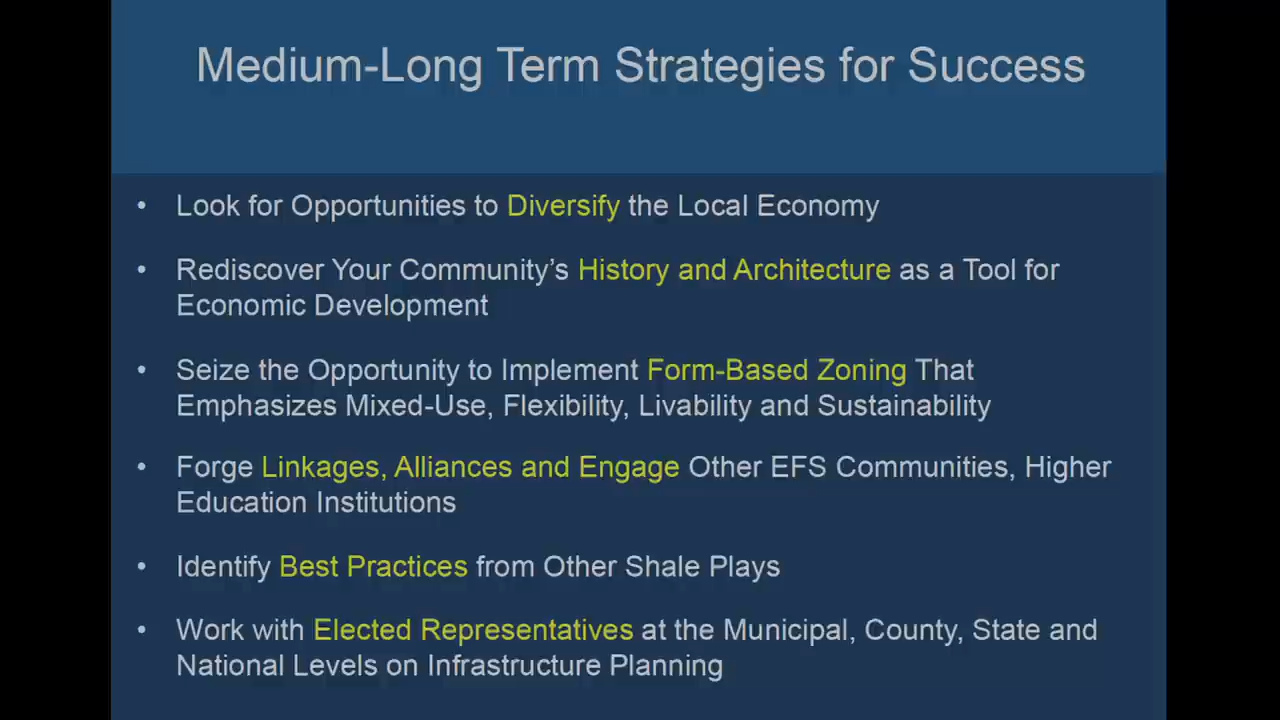 Medium-Long Term Strategies for Success
• Look for Opportunities to Diversify the Local Economy
• Rediscover Your Community’s History and Architecture as a Tool for
Economic Development
• Seize the Opportunity to Implement Form-Based Zoning That
Emphasizes Mixed-Use, Flexibility, Livability and Sustainability
• Forge Linkages, Alliances and Engage Other EFS Communities, Higher
Education Institutions
• Identify Best Practices from Other Shale Plays
• Work with Elected Representatives at the Municipal, County, State and
National Levels on Infrastructure Planning